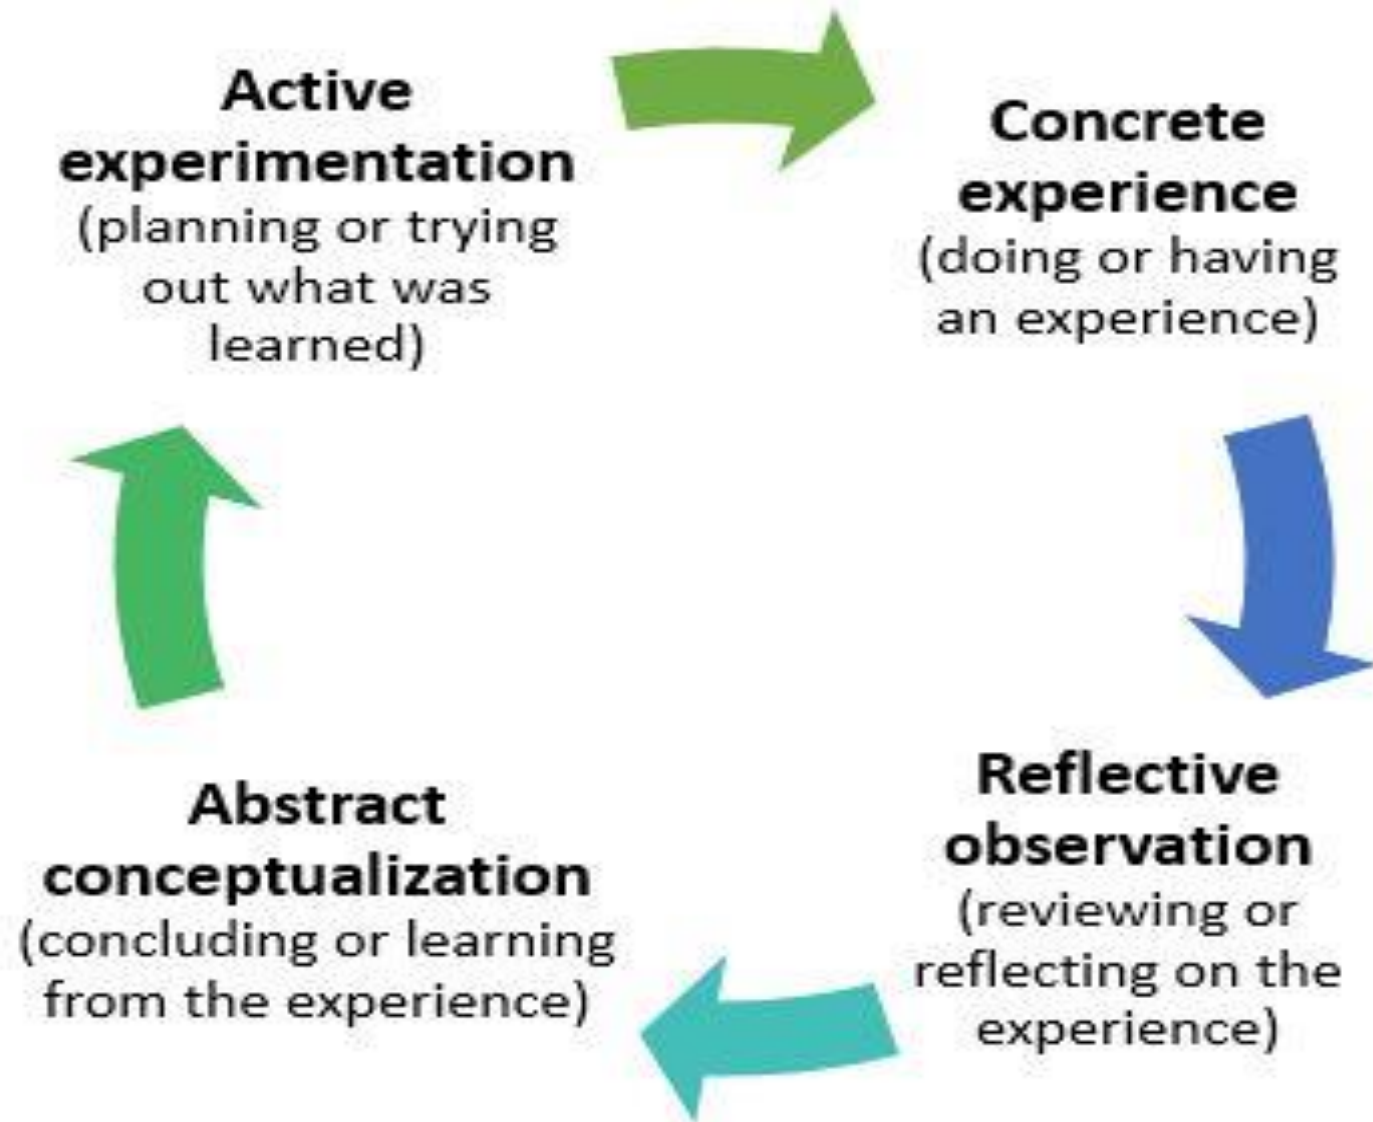 Active
experimentation
(planning or trying
out what was
learned)
Concrete
experience
(doing or having
an experience)
Reflective
observation
(reviewing or
reflecting on the
experience)
Abstract
conceptualization
(concluding or learning
from the experience)